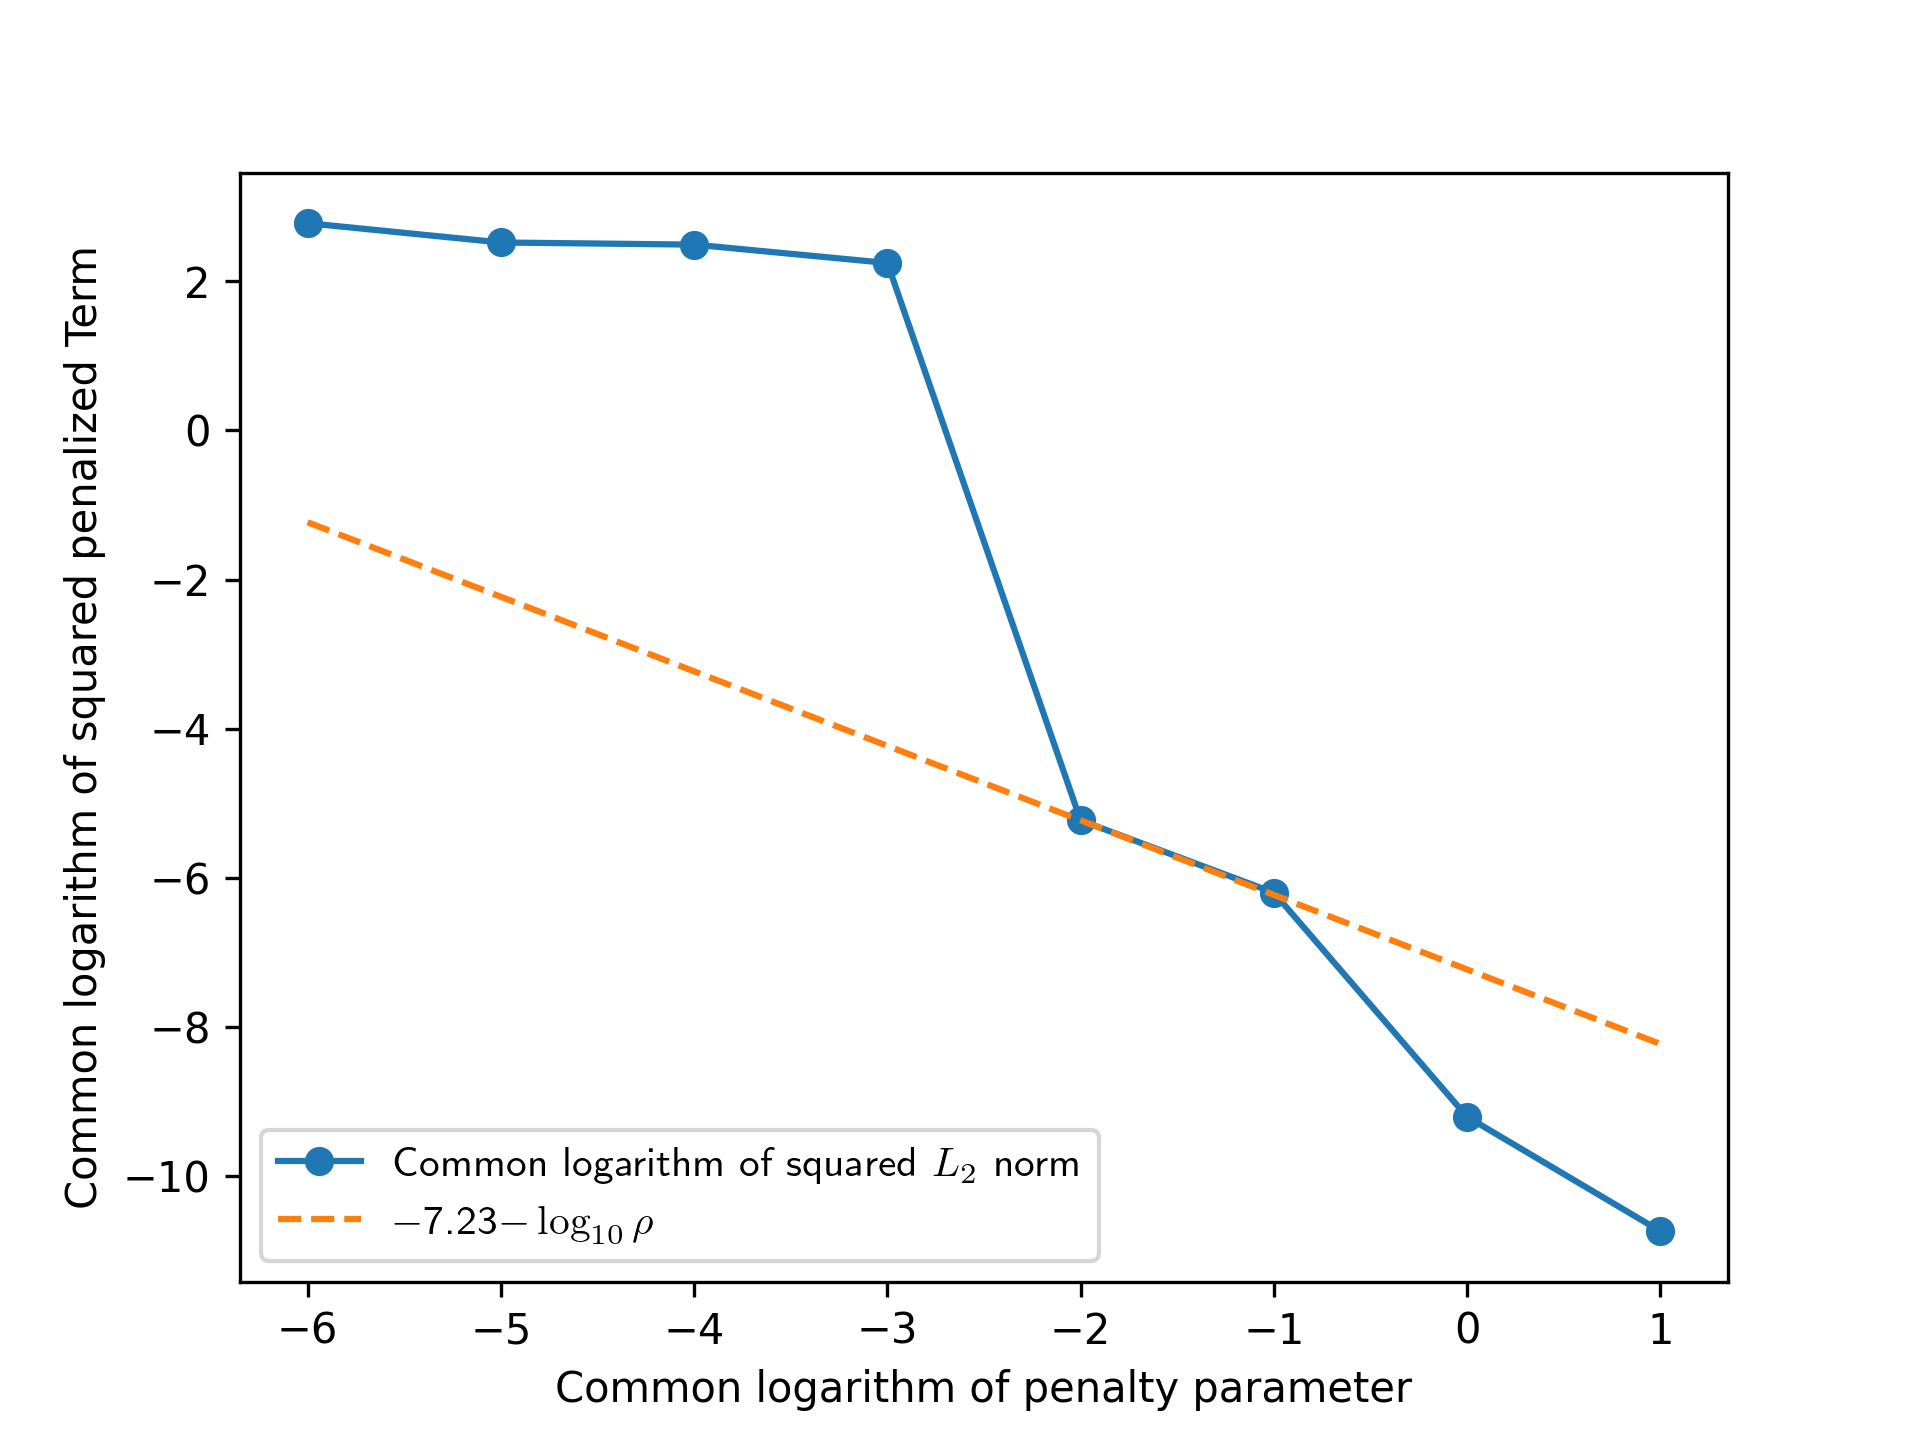 Common logarithm of squared penalized Term
2
0
−2
−4
−6
−8
−10
Common logarithm of squared L₂ norm
−7.23− log₁₀ ρ
−6 −5 −4 −3 −2 −1 0 1
Common logarithm of penalty parameter